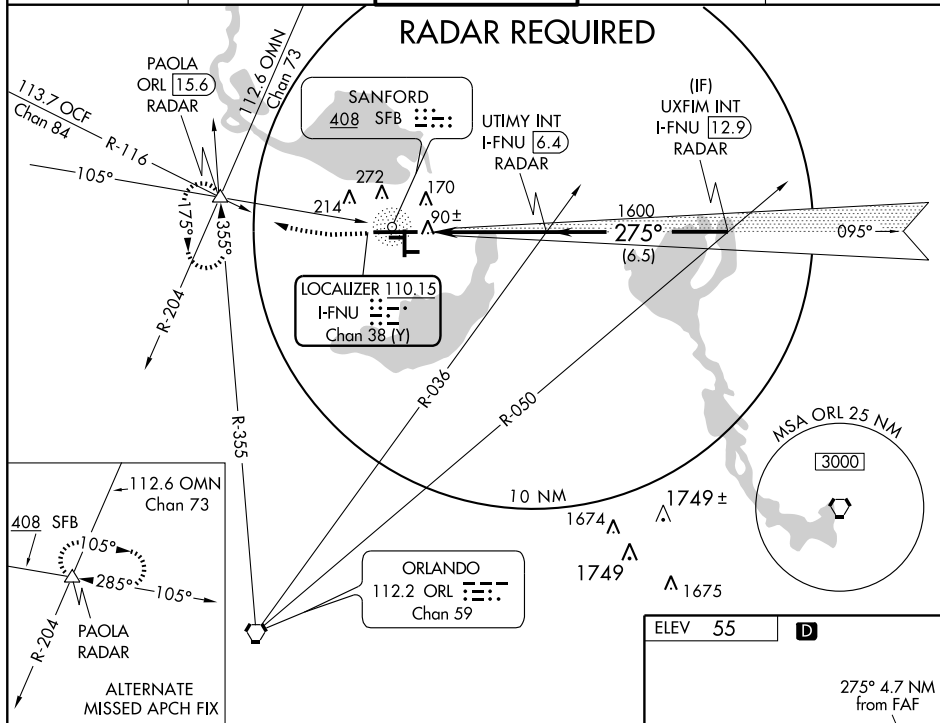 RADAR REQUIRED
PAOLA
ORL 15.6
RADAR
112.6 OMN
Chan 73
113.7 OCF
Chan 84
R-116
105°
SANFORD
408 SFB
UTIMY INT
I-FNU 6.4
RADAR
(IF)
UXFIM INT
I-FNU 12.9
RADAR
272
214
170
90±
1600
275°
(6.5)
095°
175°
355°
R-204
LOCALIZER 110.15
I-FNU
Chan 38 (Y)
R-036
R-050
R-355
MSA ORL 25 NM
3000
10 NM
1749±
1674
1749
1675
112.6 OMN
Chan 73
408 SFB
105°
285°
105°
R-204
PAOLA
RADAR
ALTERNATE
MISSED APCH FIX
ORLANDO
112.2 ORL
Chan 59
ELEV 55
D
275° 4.7 NM
from FAF